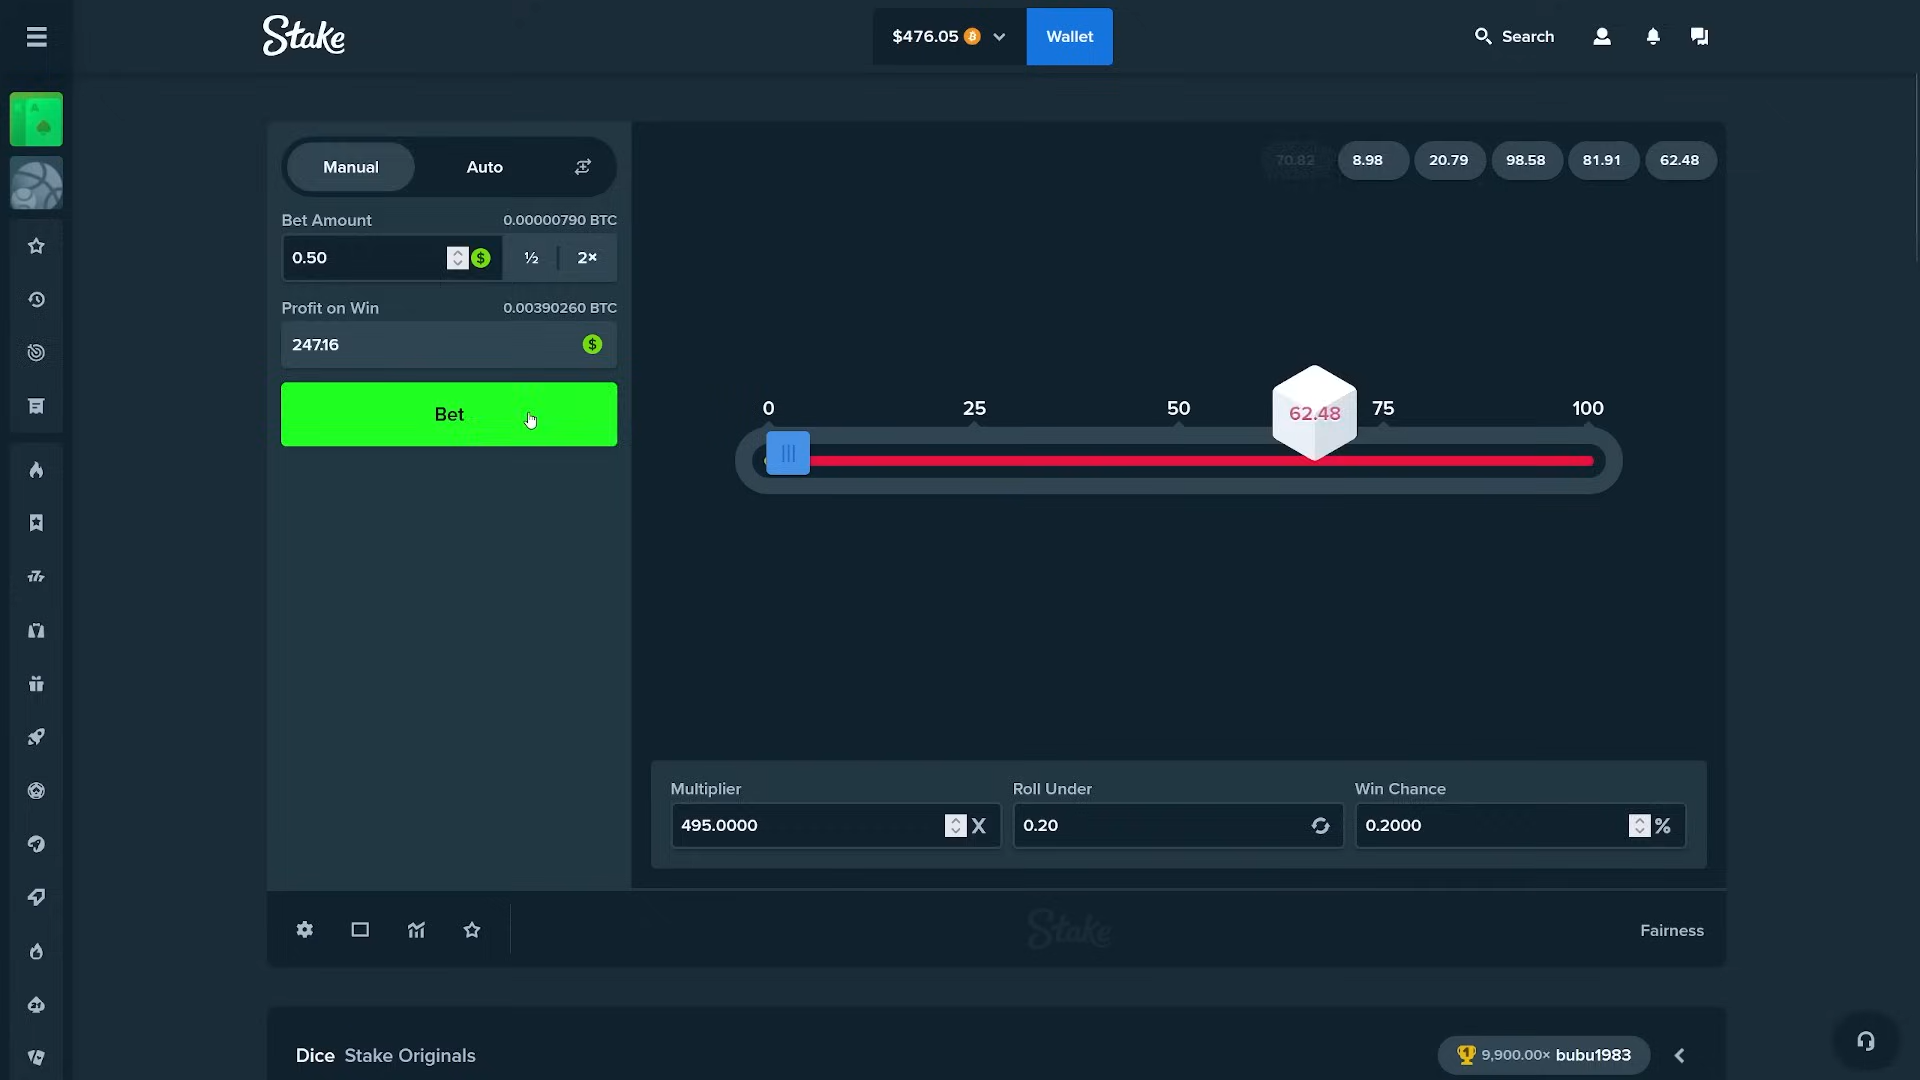 Stake
$476.05
Wallet
Search
Manual
Auto
70.82
8.98
20.79
98.58
81.91
62.48
Bet Amount
0.00000790 BTC
0.50
$
½
2×
Profit on Win
0.00390260 BTC
247.16
$
Bet
0
25
50
75
100
62.48
Multiplier
Roll Under
Win Chance
495.0000
X
0.20
0.2000
%
Stake
Fairness
Dice Stake Originals
1 9,900.00× bubu1983